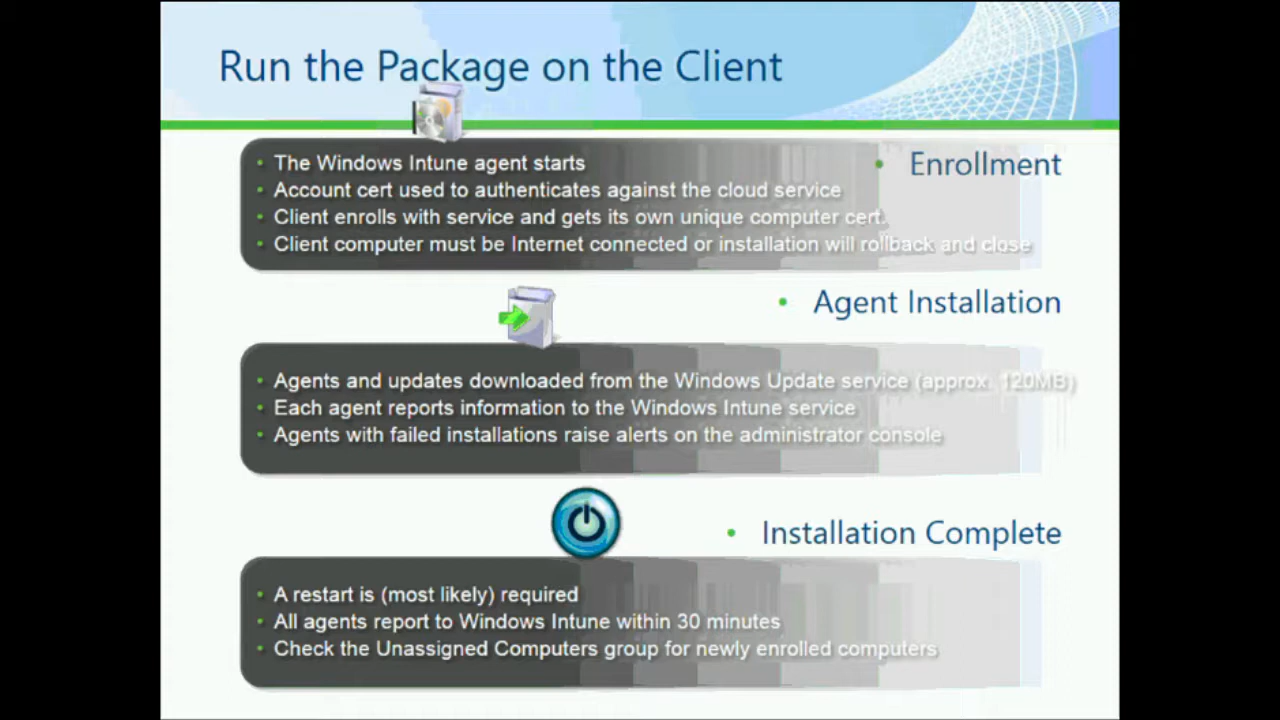 Run the Package on the Client
• The Windows Intune agent starts
• Enrollment
• Account cert used to authenticates against the cloud service
• Client enrolls with service and gets its own unique computer cert.
• Client computer must be Internet connected or installation will rollback and close
• Agent Installation
• Agents and updates downloaded from the Windows Update service (approx. 120MB)
• Each agent reports information to the Windows Intune service
• Agents with failed installations raise alerts on the administrator console
• Installation Complete
• A restart is (most likely) required
• All agents report to Windows Intune within 30 minutes
• Check the Unassigned Computers group for newly enrolled computers